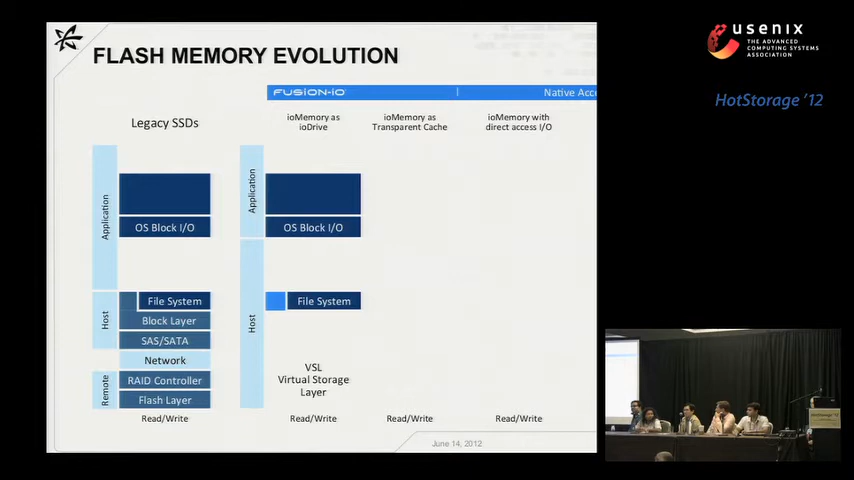 FLASH MEMORY EVOLUTION
FUSION-iO
Native Acc
Legacy SSDs
ioMemory as
ioDrive
ioMemory as
Transparent Cache
ioMemory with
direct access I/O
Application
OS Block I/O
Host
File System
Block Layer
SAS/SATA
Network
Remote
RAID Controller
Flash Layer
Read/Write
Application
OS Block I/O
Host
File System
VSL
Virtual Storage
Layer
Read/Write
Read/Write
Read/Write
June 14, 2012
usenix
THE ADVANCED
COMPUTING SYSTEMS
ASSOCIATION
HotStorage '12